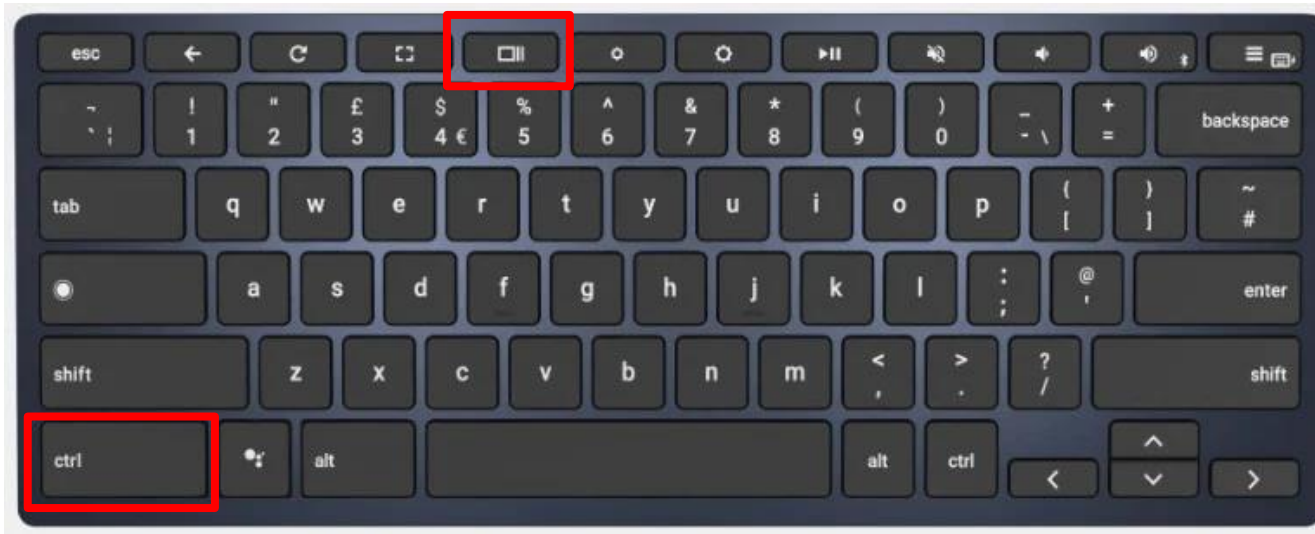 esc
¬ ! " £ $ % ^ & * ( ) _ +
` ¦ 1 2 3 4 € 5 6 7 8 9 0 - \ = backspace
tab q w e r t y u i o p { [ } ] ~ #
a s d f g h j k l : ; @ ' enter
shift z x c v b n m < , > . ? / shift
ctrl alt alt ctrl